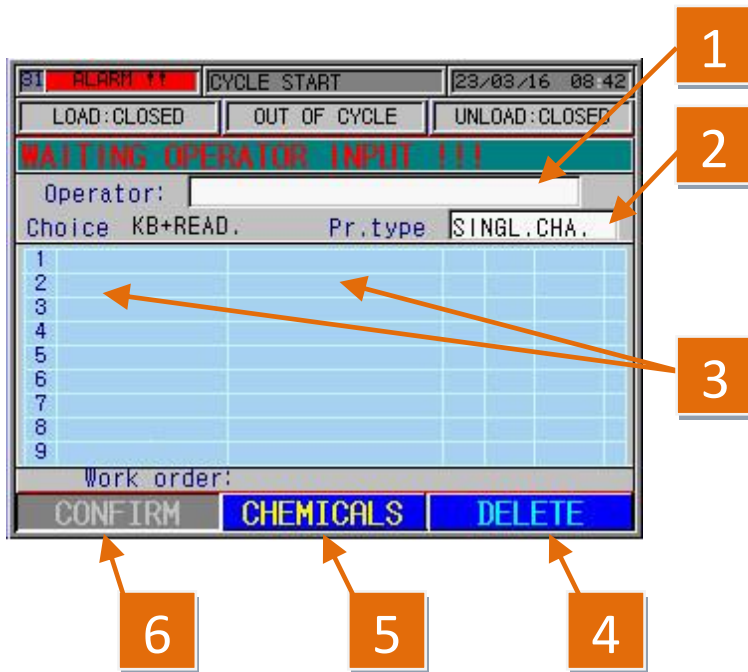 1
31 ALARM !! CYCLE START 23/03/16 08:42
LOAD:CLOSED OUT OF CYCLE UNLOAD:CLOSED
2
WAITING OPERATOR INPUT !!!
Operator:
Choice KB+READ. Pr.type SINGL.CHA.
1
2
3
4
5
6
7
8
9
3
Work order:
CONFIRM CHEMICALS DELETE
6 5 4